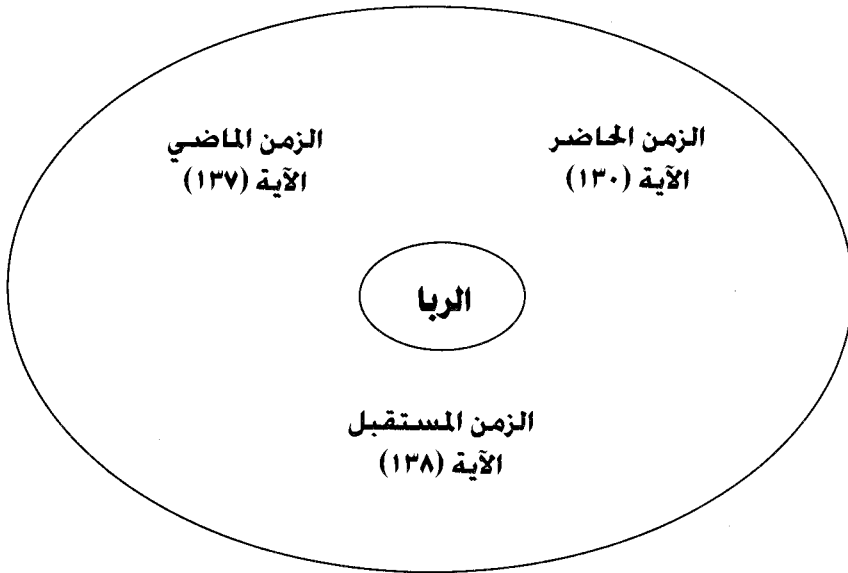 الزمن الحاضر
الآية (١٣٠)
الزمن الماضي
الآية (١٣٧)
الربا
الزمن المستقبل
الآية (١٣٨)